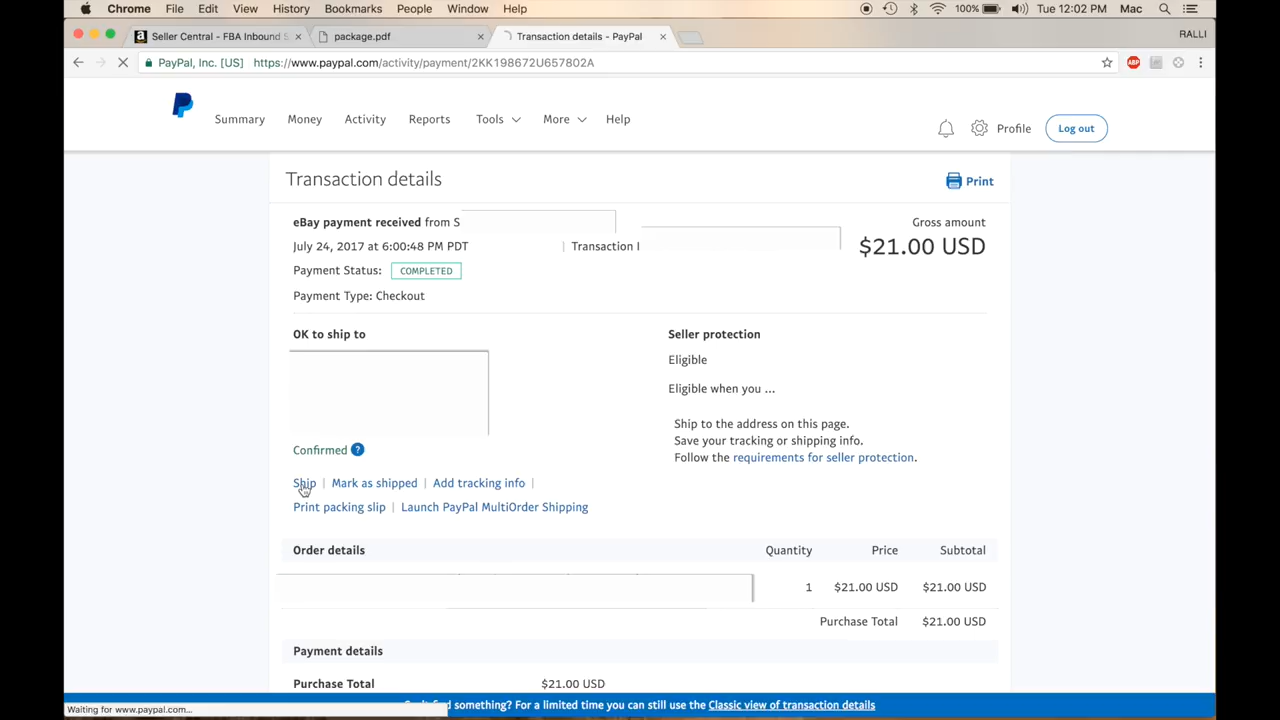 Chrome File Edit View History Bookmarks People Window Help 100% Tue 12:02 PM Mac
Seller Central - FBA Inbound S package.pdf Transaction details - PayPal RALLI
PayPal, Inc. [US] https://www.paypal.com/activity/payment/2KK198672U657802A ABP
Summary Money Activity Reports Tools More Help Profile Log out
Transaction details Print
eBay payment received from S Gross amount
July 24, 2017 at 6:00:48 PM PDT | Transaction I $21.00 USD
Payment Status: COMPLETED
Payment Type: Checkout
OK to ship to Seller protection
Eligible
Eligible when you ...
Ship to the address on this page.
Save your tracking or shipping info.
Confirmed ? Follow the requirements for seller protection.
Ship | Mark as shipped | Add tracking info |
Print packing slip | Launch PayPal MultiOrder Shipping
Order details Quantity Price Subtotal
1 $21.00 USD $21.00 USD
Purchase Total $21.00 USD
Payment details
Purchase Total $21.00 USD
something? For a limited time you can still use the Classic view of transaction details
Waiting for www.paypal.com...